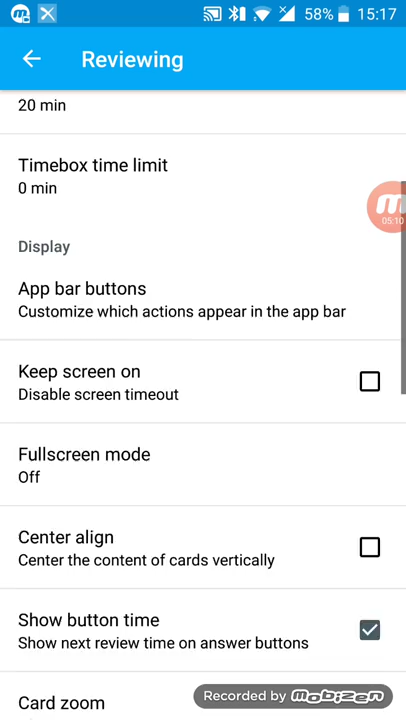 58% 15:17
Reviewing
20 min
Timebox time limit
0 min
05:10
Display
App bar buttons
Customize which actions appear in the app bar
Keep screen on
Disable screen timeout
Fullscreen mode
Off
Center align
Center the content of cards vertically
Show button time
Show next review time on answer buttons
Card zoom
Recorded by mobizen